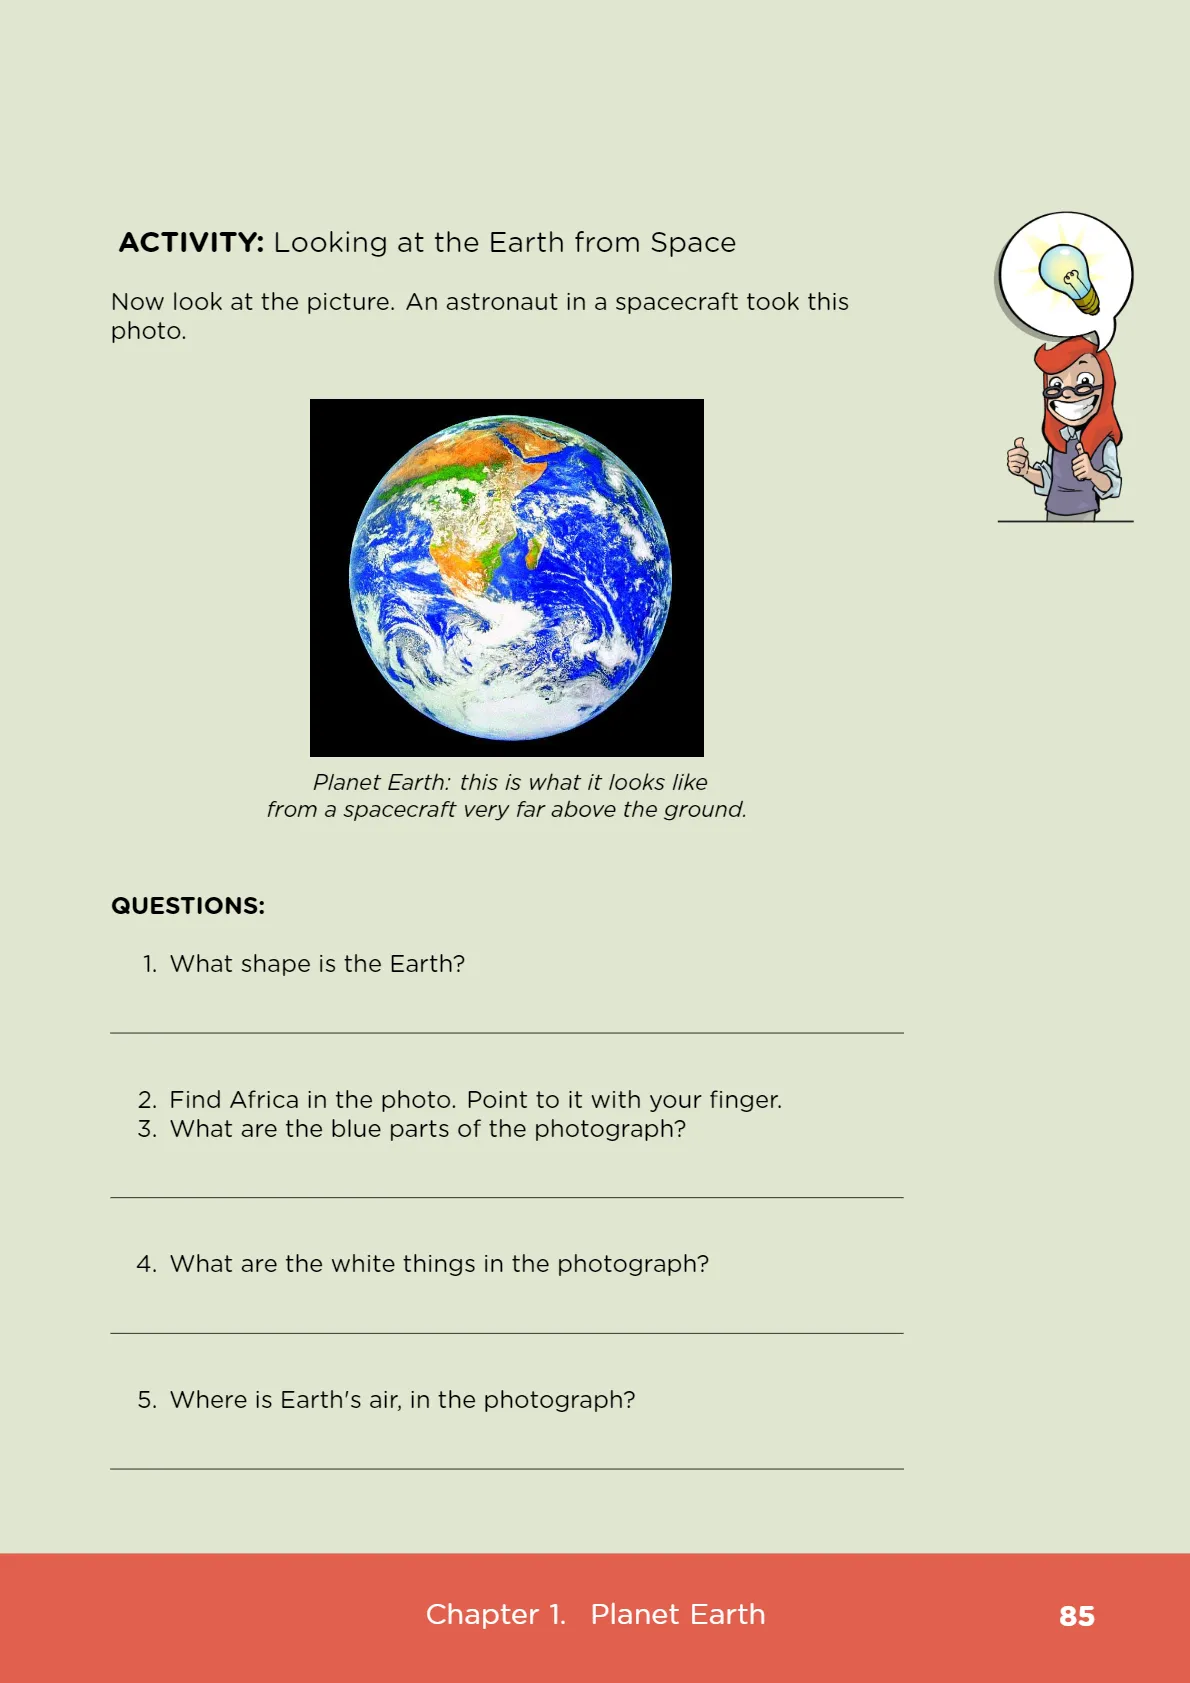 ACTIVITY: Looking at the Earth from Space
Now look at the picture. An astronaut in a spacecraft took this
photo.
Planet Earth: this is what it looks like
from a spacecraft very far above the ground.
QUESTIONS:
1. What shape is the Earth?
2. Find Africa in the photo. Point to it with your finger.
3. What are the blue parts of the photograph?
4. What are the white things in the photograph?
5. Where is Earth's air, in the photograph?
Chapter 1. Planet Earth
85